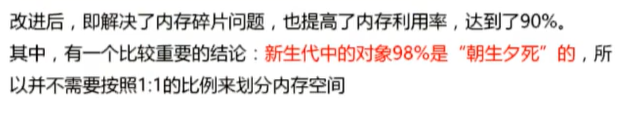 改进后，即解决了内存碎片问题，也提高了内存利用率，达到了90%。
其中，有一个比较重要的结论：新生代中的对象98%是“朝生夕死”的，所
以并不需要按照1:1的比例来划分内存空间